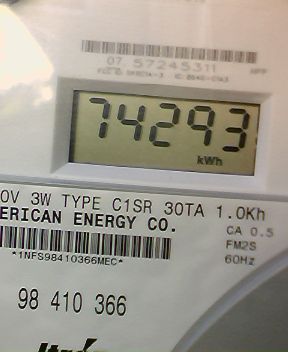 07 57245311
74293
kWh
0V 3W TYPE C1SR 30TA 1.0Kh
ERICAN ENERGY CO.
CA 0.5
FM2S
60Hz
*1NFS98410366MEC*
98 410 366